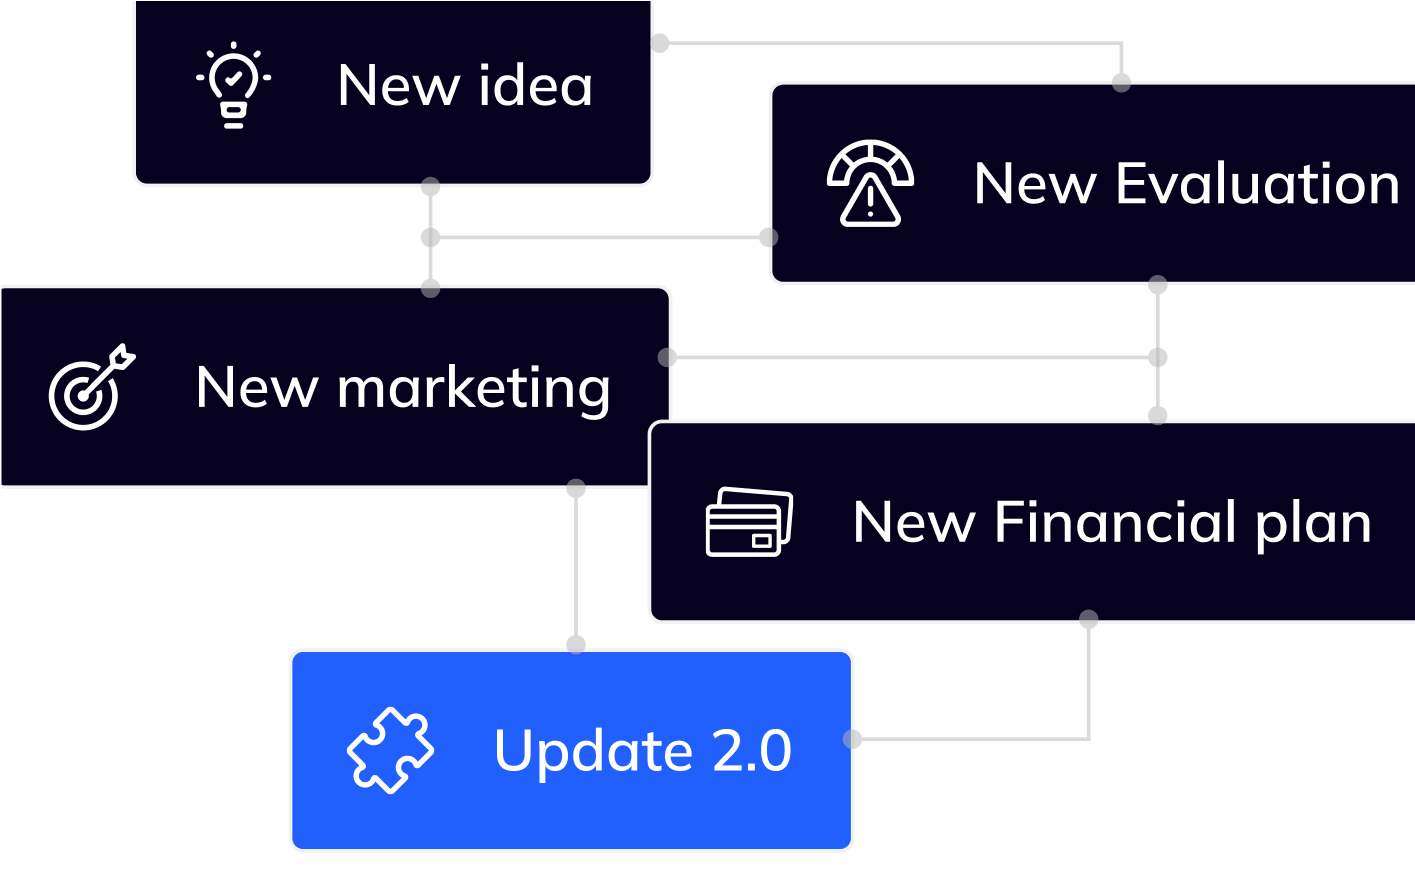 New idea
New Evaluation
New marketing
New Financial plan
Update 2.0